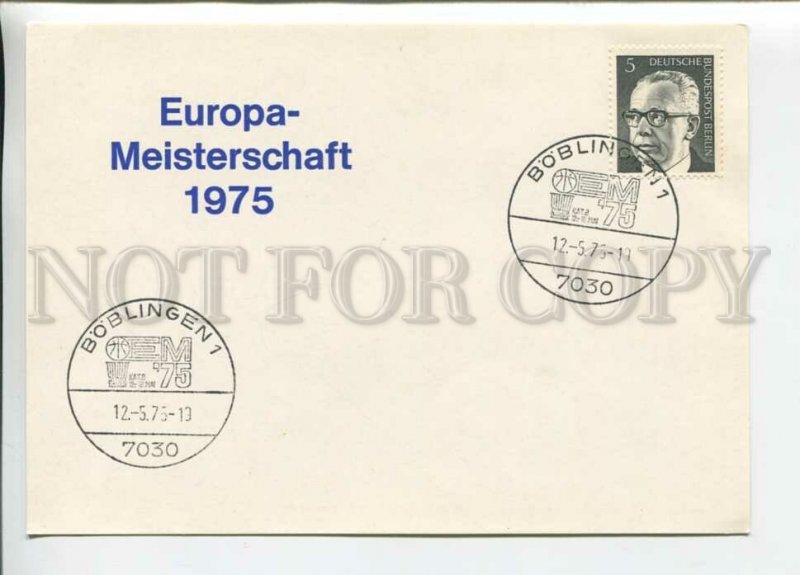 5 DEUTSCHE
BUNDESPOST BERLIN
Europa-
Meisterschaft
1975
BÖBLINGEN 1
EM
'75
12.-5.75-19
7030
NOT FOR COPY
BÖBLINGEN 1
EM
'75
12.-5.75-19
7030